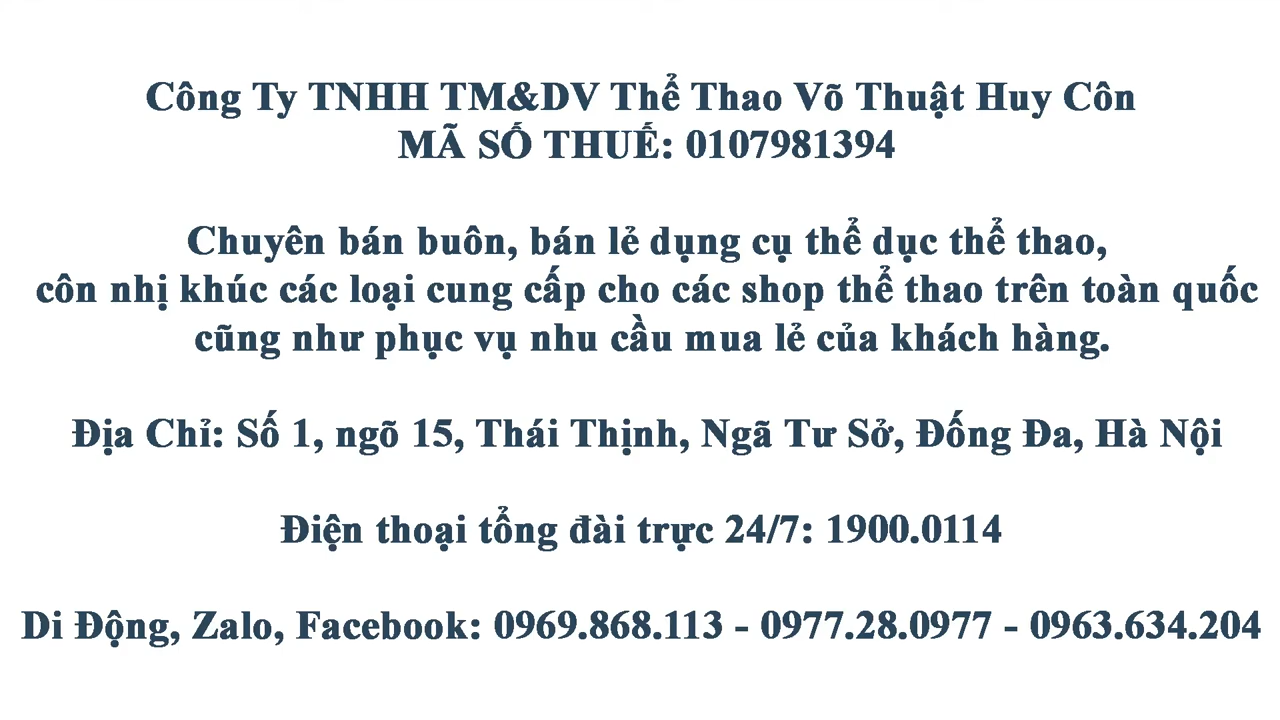 Công Ty TNHH TM&DV Thể Thao Võ Thuật Huy Côn
MÃ SỐ THUẾ: 0107981394
Chuyên bán buôn, bán lẻ dụng cụ thể dục thể thao,
côn nhị khúc các loại cung cấp cho các shop thể thao trên toàn quốc
cũng như phục vụ nhu cầu mua lẻ của khách hàng.
Địa Chỉ: Số 1, ngõ 15, Thái Thịnh, Ngã Tư Sở, Đống Đa, Hà Nội
Điện thoại tổng đài trực 24/7: 1900.0114
Di Động, Zalo, Facebook: 0969.868.113 - 0977.28.0977 - 0963.634.204